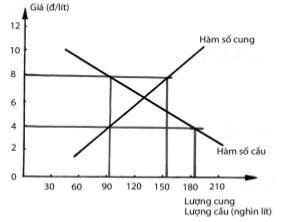 Giá (đ/lít)
12
10
8
6
4
2
0
30 60 90 120 150 180 210
Hàm số cung
Hàm số cầu
Lượng cung
Lượng cầu (nghìn lít)